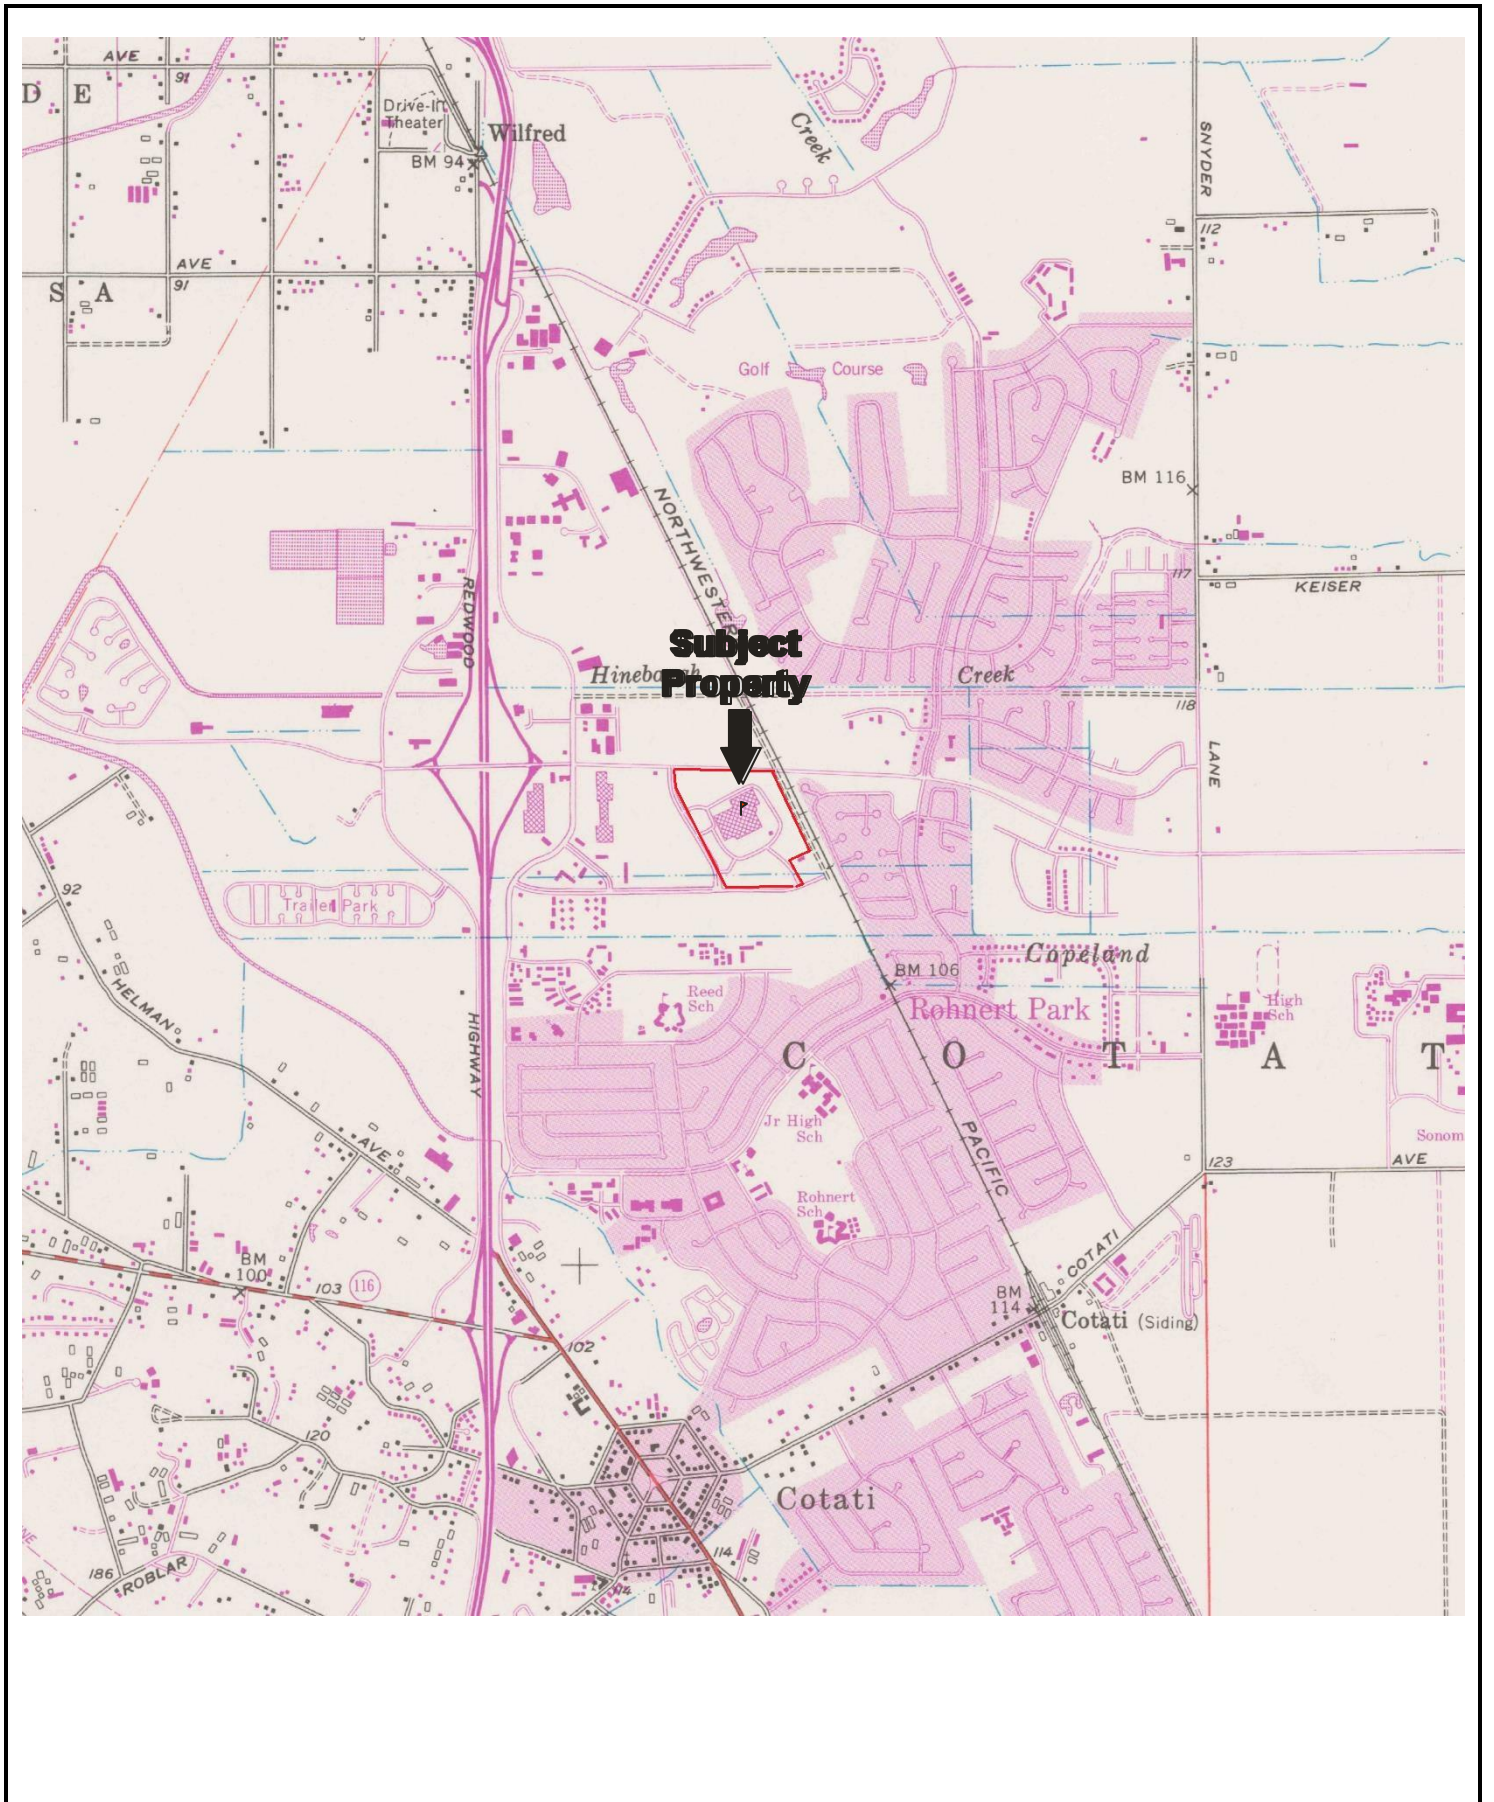 AVE
91
D E
Drive-In
Theater
Wilfred
BM 94
Creek
SNYDER
112
AVE
91
S A
Golf Course
BM 116
NORTHWESTERN
REDWOOD
117
KEISER
Subject
Property
Hinebaugh
Creek
118
LANE
92
Trailer Park
HELMAN
Copeland
BM 106
Reed
Sch
Rohnert Park
High
Sch
HIGHWAY
C O T A T
Jr High
Sch
PACIFIC
AVE
Sonom
123
AVE
Rohnert
Sch
COTATI
BM
100
103
116
BM
114
Cotati (Siding)
102
120
Cotati
114
186
ROBLAR
114